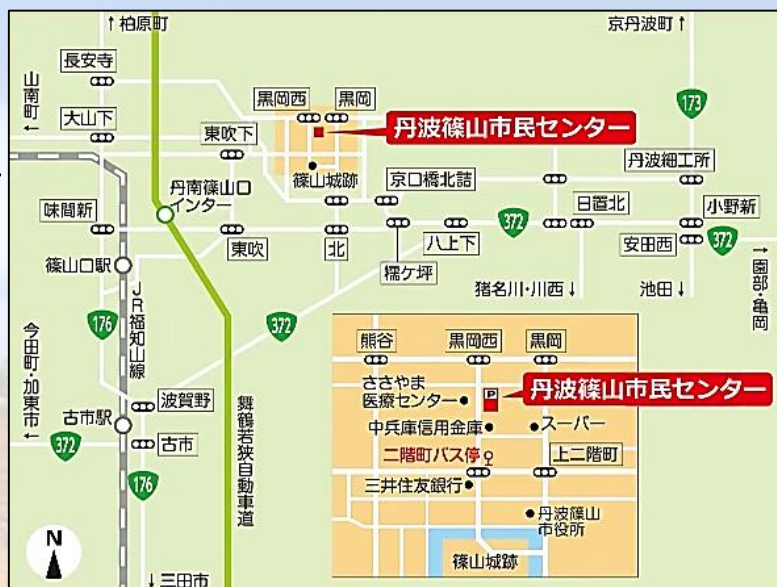 ↑柏原町
京丹波町↑
長安寺
山南町←
大山下
黒岡西
黒岡
173
丹波篠山市民センター
東吹下
丹波細工所
篠山城跡
京口橋北詰
丹南篠山口
インター
味間新
日置北
小野新
372
東吹
北
八上下
安田西
372
糯ケ坪
篠山口駅
JR福知山線
猪名川・川西↓
池田↓
→園部・亀岡
176
372
今田町・加東市←
舞鶴若狭自動車道
波賀野
古市駅
古市
372
176
N
↓三田市
熊谷
黒岡西
黒岡
P
ささやま
医療センター
丹波篠山市民センター
中兵庫信用金庫
スーパー
二階町バス停
上二階町
三井住友銀行
丹波篠山
市役所
篠山城跡